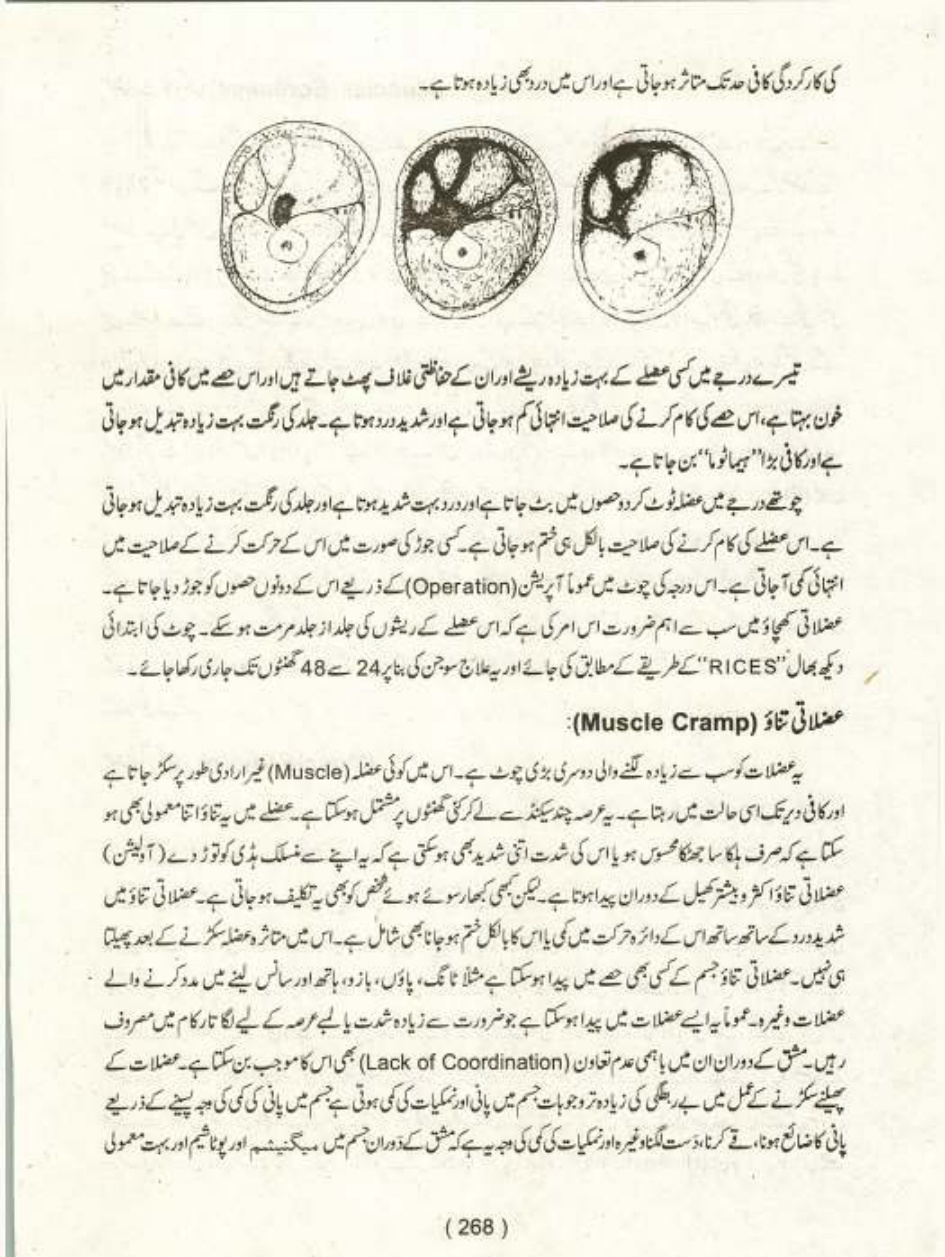 کی کارکردگی کافی حد تک متاثر ہو جاتی ہے اور اس میں درد بھی زیادہ ہوتا ہے۔
تیسرے درجے میں کسی عضلے کے بہت زیادہ ریشے اور ان کے حفاظتی غلاف پھٹ جاتے ہیں اور اس حصے میں کافی مقدار میں
خون بہتا ہے، اس حصے کی کام کرنے کی صلاحیت انتہائی کم ہو جاتی ہے اور شدید درد ہوتا ہے۔ جلد کی رنگت بہت زیادہ تبدیل ہو جاتی
ہے اور کافی بڑا "ہیماٹوما" بن جاتا ہے۔
چوتھے درجے میں عضلہ ٹوٹ کر دو حصوں میں بٹ جاتا ہے اور درد بہت شدید ہوتا ہے اور جلد کی رنگت بہت زیادہ تبدیل ہو جاتی
ہے۔ اس عضلے کی کام کرنے کی صلاحیت بالکل ہی ختم ہو جاتی ہے۔ کسی جوڑ کی صورت میں اس کے حرکت کرنے کے صلاحیت میں
انتہائی کمی آ جاتی ہے۔ اس درجہ کی چوٹ میں عموماً آپریشن (Operation) کے ذریعے اس کے دونوں حصوں کو جوڑ دیا جاتا ہے۔
عضلاتی کھچاؤ میں سب سے اہم ضرورت اس امر کی ہے کہ اس عضلے کے ریشوں کی جلد از جلد مرمت ہو سکے۔ چوٹ کی ابتدائی
دیکھ بھال "RICES" کے طریقے کے مطابق کی جائے اور یہ علاج سوجن کی بنا پر 24 سے 48 گھنٹوں تک جاری رکھا جائے۔
عضلاتی تناؤ (Muscle Cramp):
یہ عضلات کو سب سے زیادہ لگنے والی دوسری بڑی چوٹ ہے۔ اس میں کوئی عضلہ (Muscle) غیر ارادی طور پر سکڑ جاتا ہے
اور کافی دیر تک اسی حالت میں رہتا ہے۔ یہ عرصہ چند سیکنڈ سے لے کر کئی گھنٹوں پر مشتمل ہو سکتا ہے۔ عضلے میں یہ تناؤ اتنا معمولی بھی ہو
سکتا ہے کہ صرف ہلکا سا جھٹکا محسوس ہو یا اس کی شدت اتنی شدید بھی ہو سکتی ہے کہ یہ اپنے سے منسلک ہڈی کو توڑ دے (آولیشن)
عضلاتی تناؤ اکثر و بیشتر کھیل کے دوران پیدا ہوتا ہے۔ لیکن کبھی کبھار سوئے ہوئے شخص کو بھی یہ تکلیف ہو جاتی ہے۔ عضلاتی تناؤ میں
شدید درد کے ساتھ ساتھ اس کے دائرہ حرکت میں کمی یا اس کا بالکل ختم ہو جانا بھی شامل ہے۔ اس میں متاثرہ عضلہ سکڑنے کے بعد پھیلتا
ہی نہیں۔ عضلاتی تناؤ جسم کے کسی بھی حصے میں پیدا ہو سکتا ہے مثلاً ٹانگ، پاؤں، بازو، ہاتھ اور سانس لینے میں مدد کرنے والے
عضلات وغیرہ۔ عموماً یہ ایسے عضلات میں پیدا ہو سکتا ہے جو ضرورت سے زیادہ شدت یا لمبے عرصہ کے لیے لگاتار کام میں مصروف
رہیں۔ مشق کے دوران ان میں باہمی عدم تعاون (Lack of Coordination) بھی اس کا موجب بن سکتا ہے۔ عضلات کے
پھیلنے سکڑنے کے عمل میں بے ربطگی کی زیادہ تر وجوہات جسم میں پانی اور نمکیات کی کمی ہوتی ہے جسم میں پانی کی کمی کی وجہ پسینے کے ذریعے
پانی کا ضائع ہونا، قے کرنا، دست لگنا وغیرہ اور نمکیات کی کمی کی وجہ یہ ہے کہ مشق کے دوران جسم میں میگنیشم اور پوٹاشیم اور بہت معمولی
( 268 )